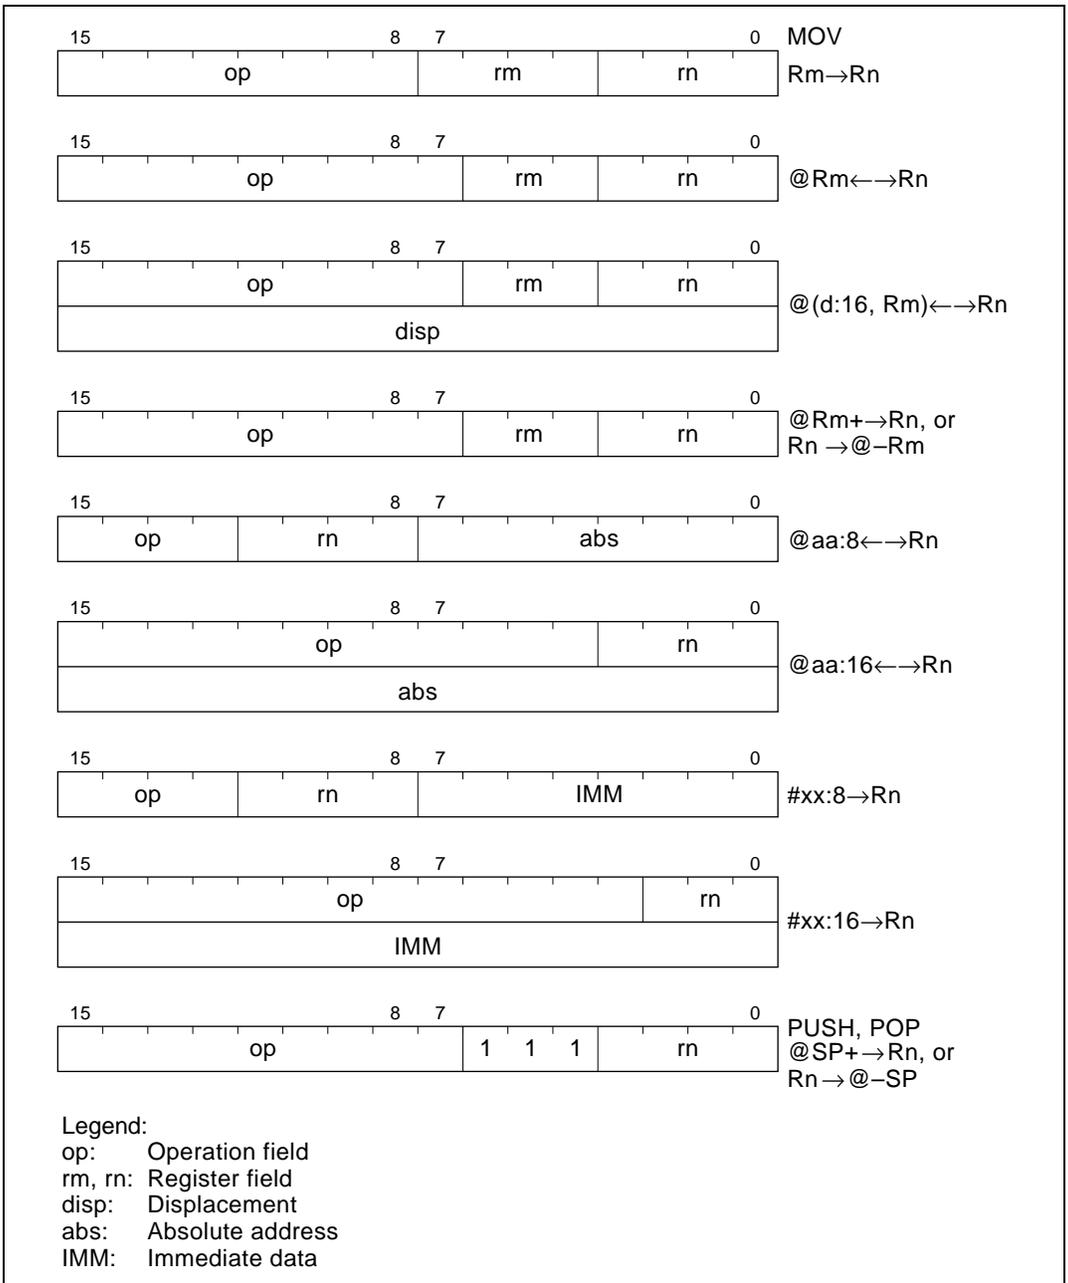 15 8 7 0 MOV
op rm rn Rm→Rn
15 8 7 0
op rm rn @Rm←→Rn
15 8 7 0
op rm rn
@(d:16, Rm)←→Rn
disp
15 8 7 0
@Rm+→Rn, or
op rm rn
Rn →@–Rm
15 8 7 0
op rn abs @aa:8←→Rn
15 8 7 0
op rn
@aa:16←→Rn
abs
15 8 7 0
op rn IMM #xx:8→Rn
15 8 7 0
op rn
#xx:16→Rn
IMM
15 8 7 0
PUSH, POP
op 1 1 1 rn @SP+→Rn, or
Rn→@–SP
Legend:
op: Operation field
rm, rn: Register field
disp: Displacement
abs: Absolute address
IMM: Immediate data